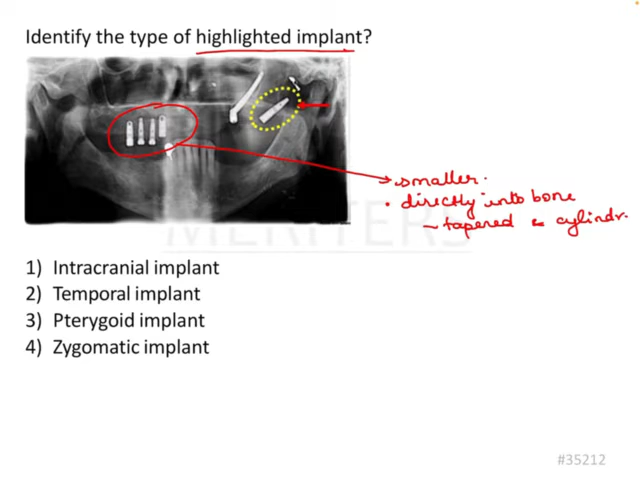 Identify the type of highlighted implant?
→ smaller.
• directly into bone
– tapered & cylindr.
MERITERS
1) Intracranial implant
2) Temporal implant
3) Pterygoid implant
4) Zygomatic implant
#35212